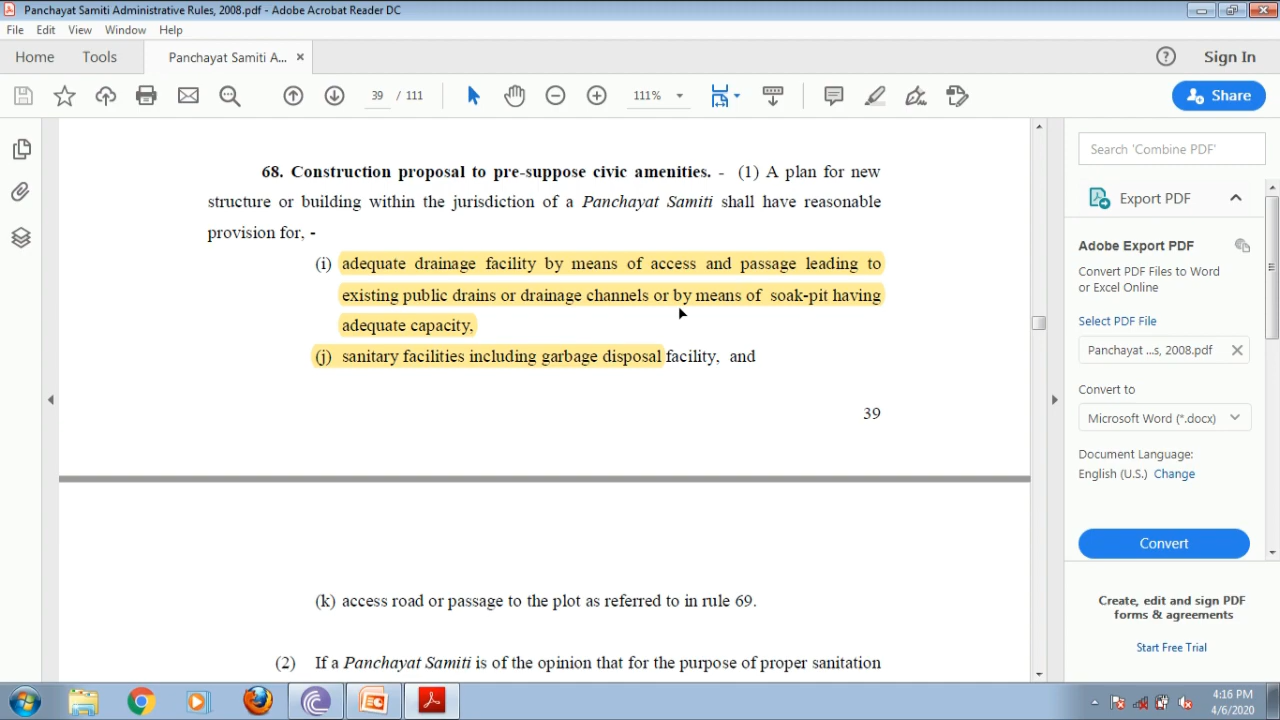 Panchayat Samiti Administrative Rules, 2008.pdf - Adobe Acrobat Reader DC
File Edit View Window Help
Home Tools Panchayat Samiti A... × Sign In
39 / 111 111% Share
68. Construction proposal to pre-suppose civic amenities. - (1) A plan for new
structure or building within the jurisdiction of a Panchayat Samiti shall have reasonable
provision for, -
(i) adequate drainage facility by means of access and passage leading to
existing public drains or drainage channels or by means of soak-pit having
adequate capacity,
(j) sanitary facilities including garbage disposal facility, and
39
(k) access road or passage to the plot as referred to in rule 69.
(2) If a Panchayat Samiti is of the opinion that for the purpose of proper sanitation
Search 'Combine PDF'
Export PDF
Adobe Export PDF
Convert PDF Files to Word
or Excel Online
Select PDF File
Panchayat ...s, 2008.pdf
Convert to
Microsoft Word (*.docx)
Document Language:
English (U.S.) Change
Convert
Create, edit and sign PDF
forms & agreements
Start Free Trial
4:16 PM
4/6/2020